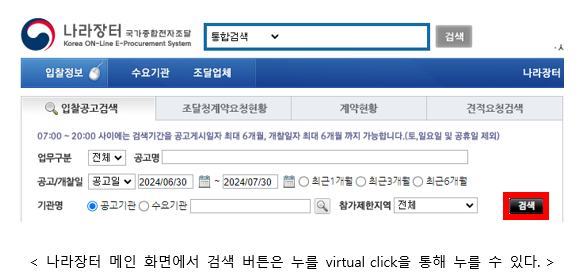 나라장터 국가종합전자조달
Korea ON-Line E-Procurement System
통합검색
검색
입찰정보 수요기관 조달업체 나라장터
입찰공고검색 조달청계약요청현황 계약현황 견적요청검색
07:00 ~ 20:00 사이에는 검색기간을 공고게시일자 최대 6개월, 개찰일자 최대 6개월 까지 가능합니다.(토,일요일 및 공휴일 제외)
업무구분 전체 공고명
공고/개찰일 공고일 2024/06/30 ~ 2024/07/30 최근1개월 최근3개월 최근6개월
기관명 공고기관 수요기관 참가제한지역 전체 검색
< 나라장터 메인 화면에서 검색 버튼은 누를 virtual click을 통해 누를 수 있다. >